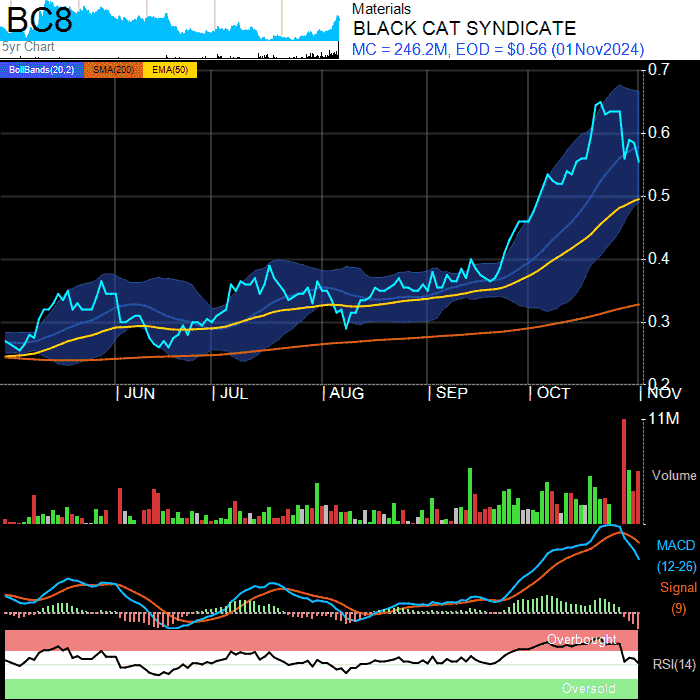 BC8
5yr Chart
Materials
BLACK CAT SYNDICATE
MC = 246.2M, EOD = $0.56 (01Nov2024)
BollBands(20,2) SMA(200) EMA(50)
0.7
0.6
0.5
0.4
0.3
0.2
JUN JUL AUG SEP OCT NOV
11M
Volume
MACD
(12-26)
Signal
(9)
Overbought
RSI(14)
Oversold